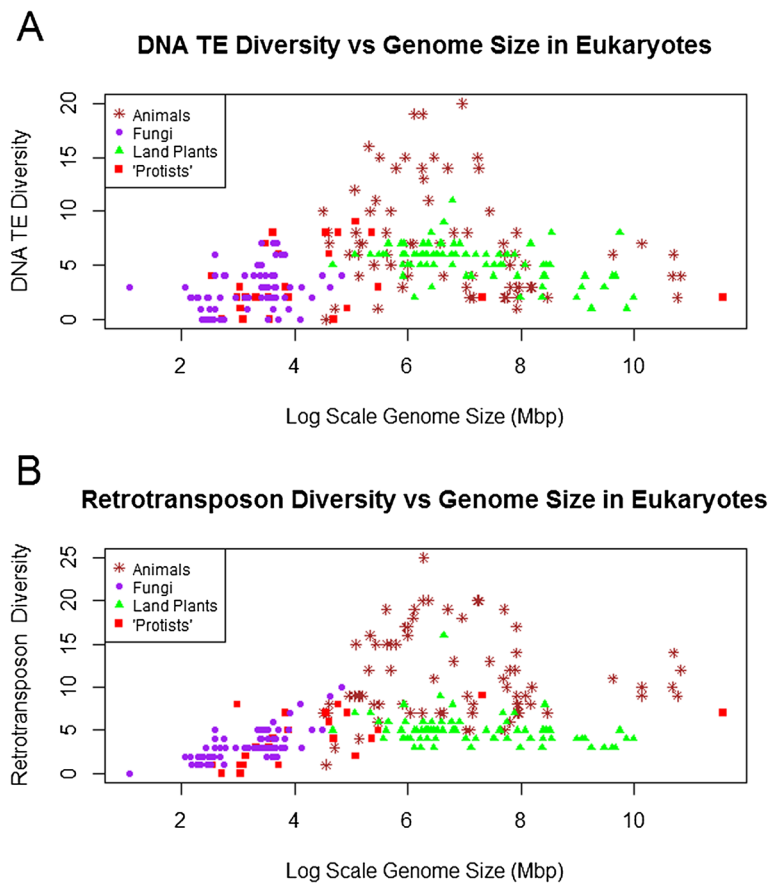 A
DNA TE Diversity vs Genome Size in Eukaryotes
DNA TE Diversity
20
15
10
5
0
Animals
Fungi
Land Plants
'Protists'
2 4 6 8 10
Log Scale Genome Size (Mbp)
B
Retrotransposon Diversity vs Genome Size in Eukaryotes
Retrotransposon Diversity
25
20
15
10
5
0
Animals
Fungi
Land Plants
'Protists'
2 4 6 8 10
Log Scale Genome Size (Mbp)